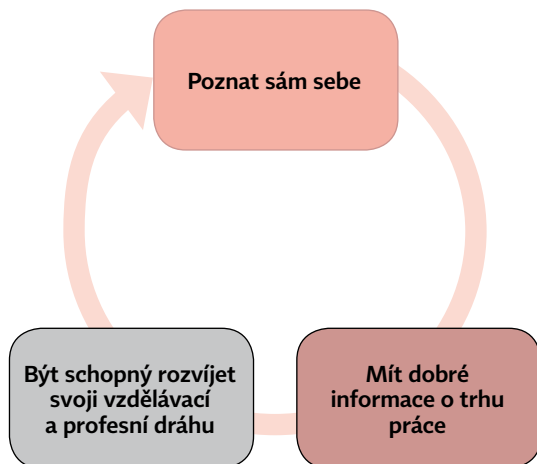 Poznat sám sebe
Být schopný rozvíjet
svoji vzdělávací
a profesní dráhu
Mít dobré
informace o trhu
práce